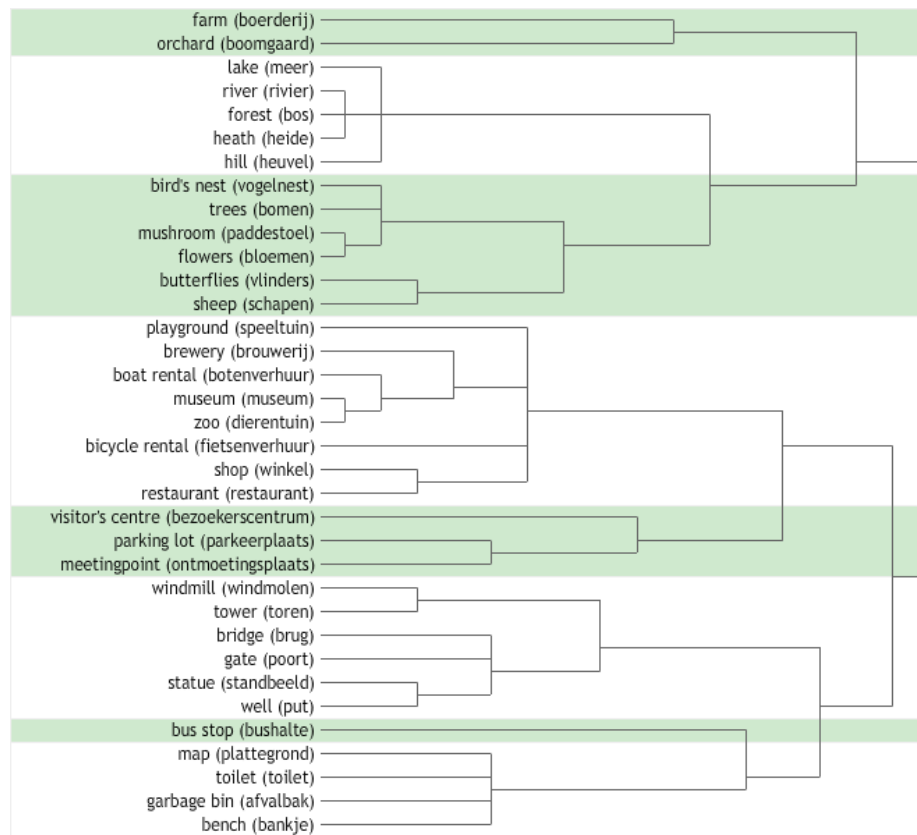 farm (boerderij)
orchard (boomgaard)
lake (meer)
river (rivier)
forest (bos)
heath (heide)
hill (heuvel)
bird's nest (vogelnest)
trees (bomen)
mushroom (paddestoel)
flowers (bloemen)
butterflies (vlinders)
sheep (schapen)
playground (speeltuin)
brewery (brouwerij)
boat rental (botenverhuur)
museum (museum)
zoo (dierentuin)
bicycle rental (fietsenverhuur)
shop (winkel)
restaurant (restaurant)
visitor's centre (bezoekerscentrum)
parking lot (parkeerplaats)
meetingpoint (ontmoetingsplaats)
windmill (windmolen)
tower (toren)
bridge (brug)
gate (poort)
statue (standbeeld)
well (put)
bus stop (bushalte)
map (plattegrond)
toilet (toilet)
garbage bin (afvalbak)
bench (bankje)